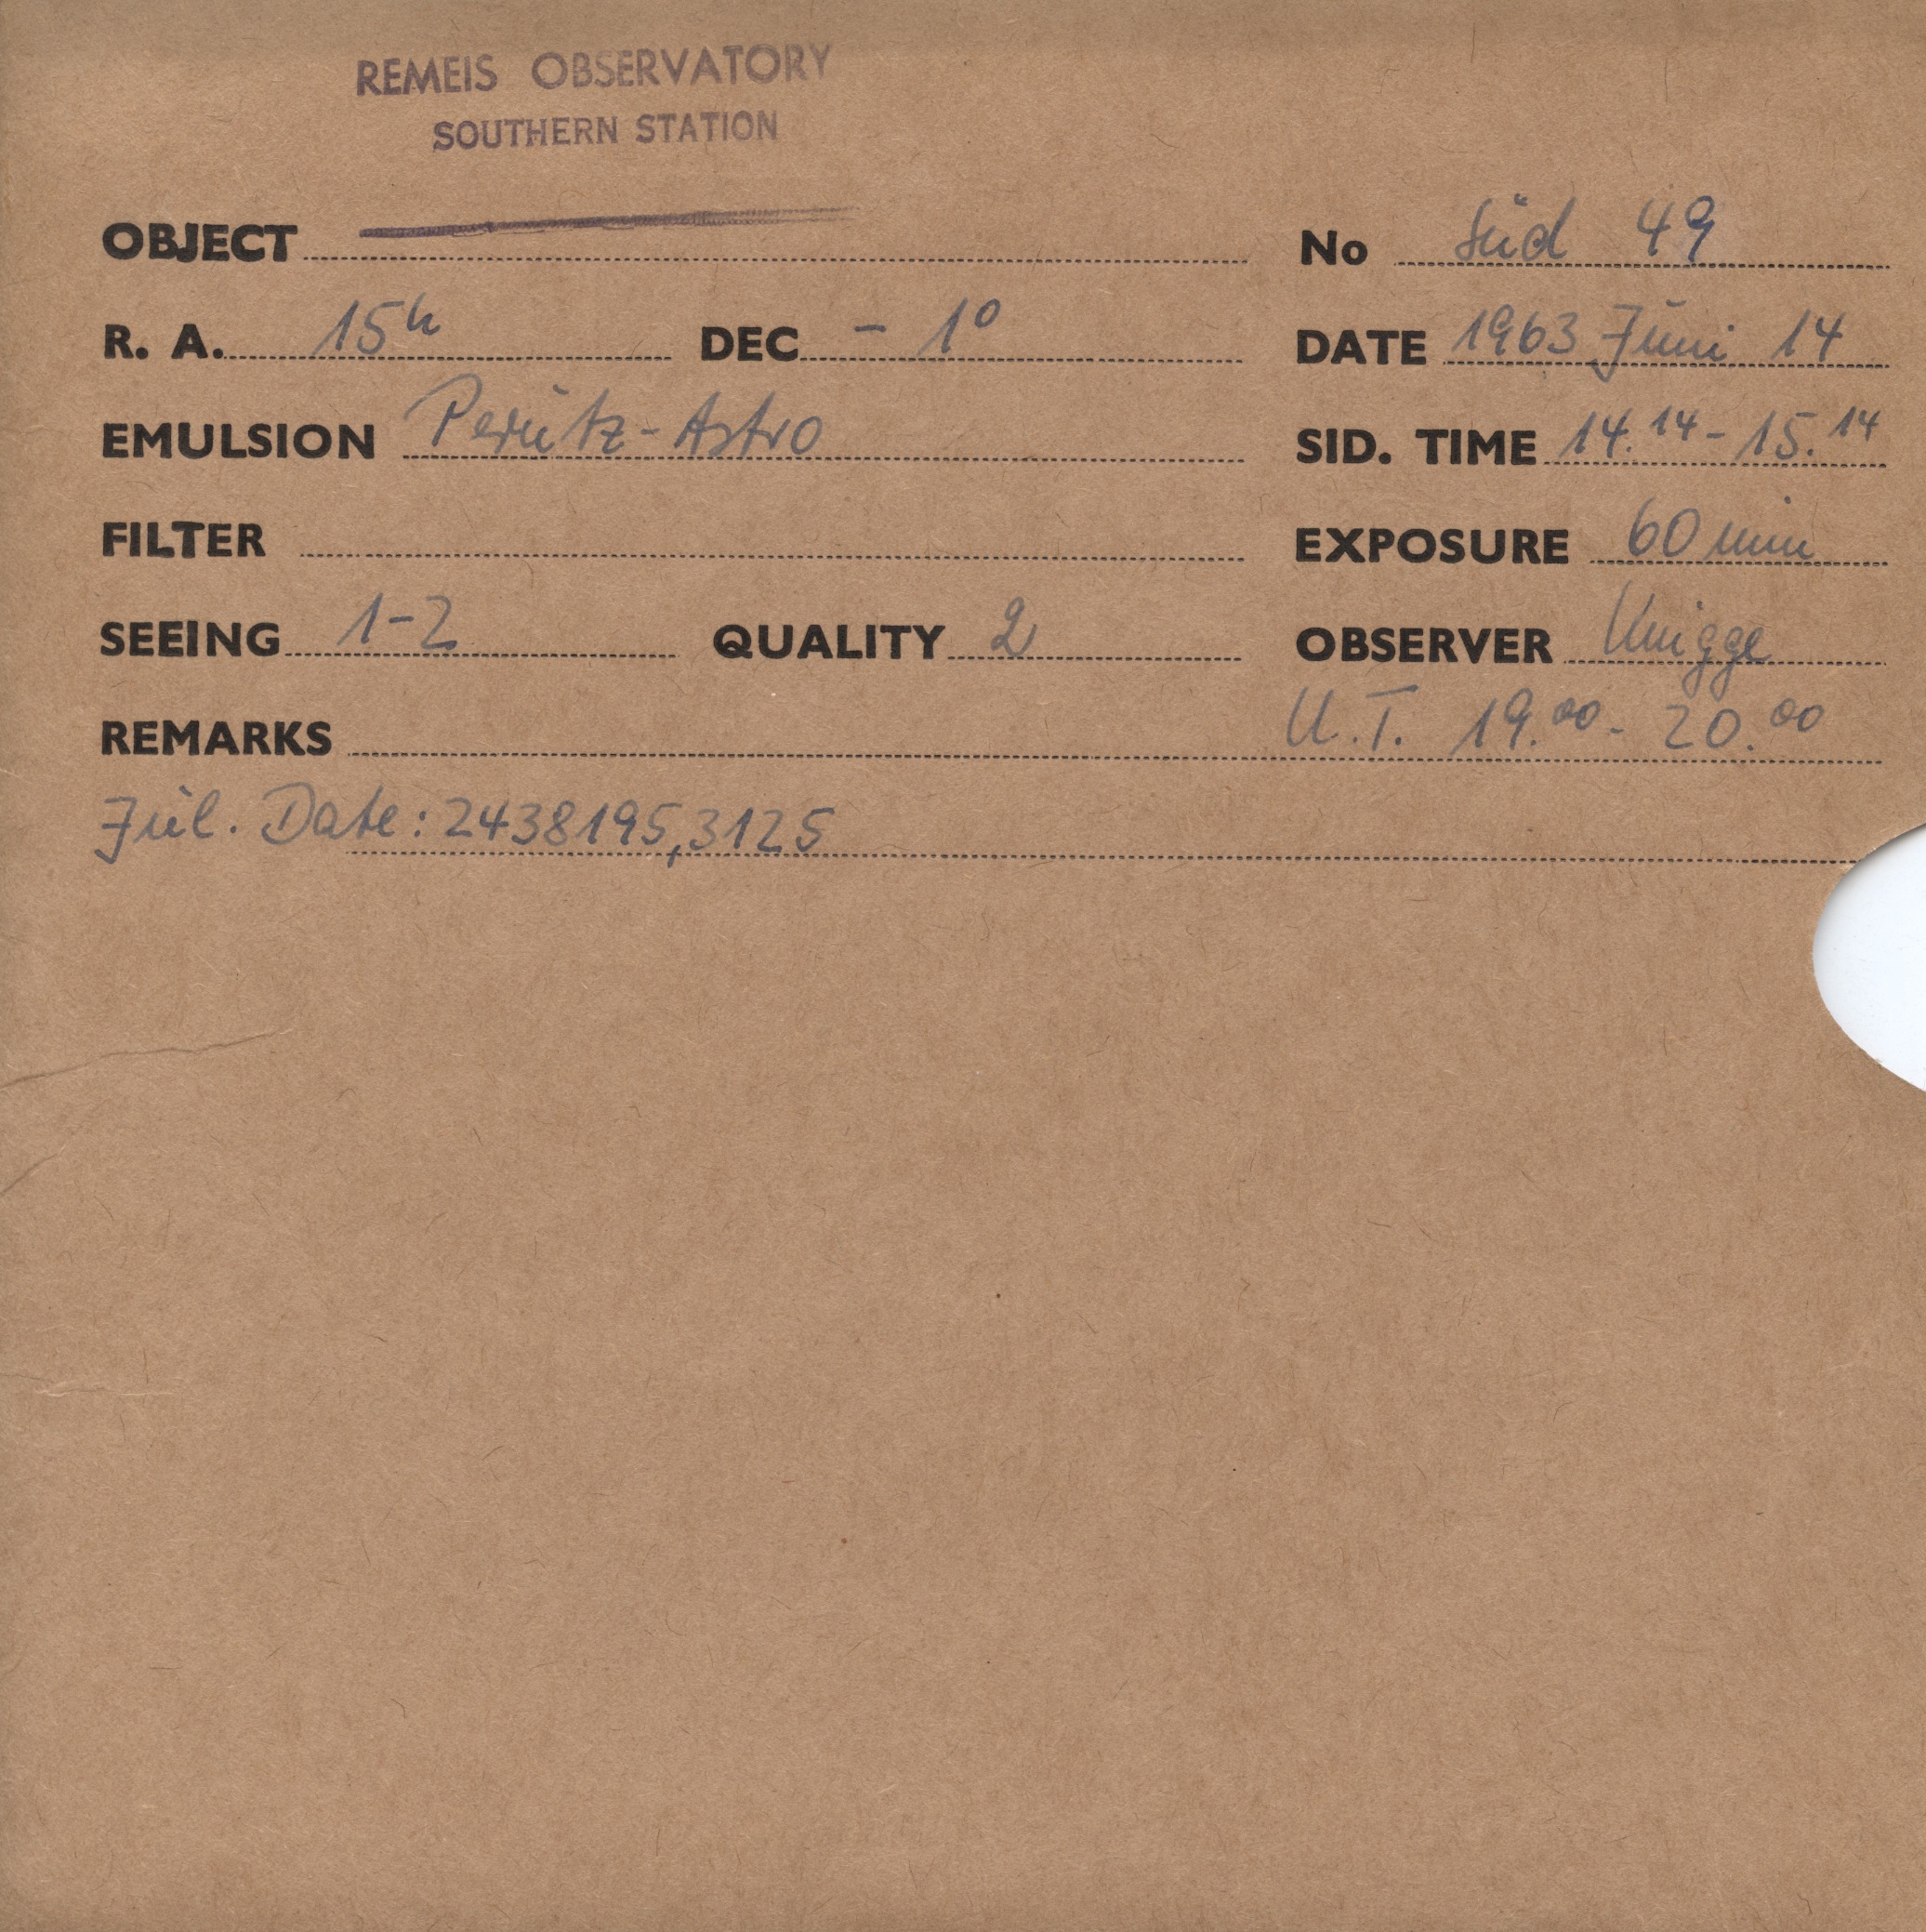 REMEIS OBSERVATORY
SOUTHERN STATION
OBJECT No Süd 49
R. A. 15h DEC - 1° DATE 1963 Juni 14
EMULSION Perutz-Astro SID. TIME 14.14 - 15.14
FILTER EXPOSURE 60 min
SEEING 1-2 QUALITY 2 OBSERVER Knigge
REMARKS U.T. 19.00 - 20.00
Jul. Date: 2438195,3125